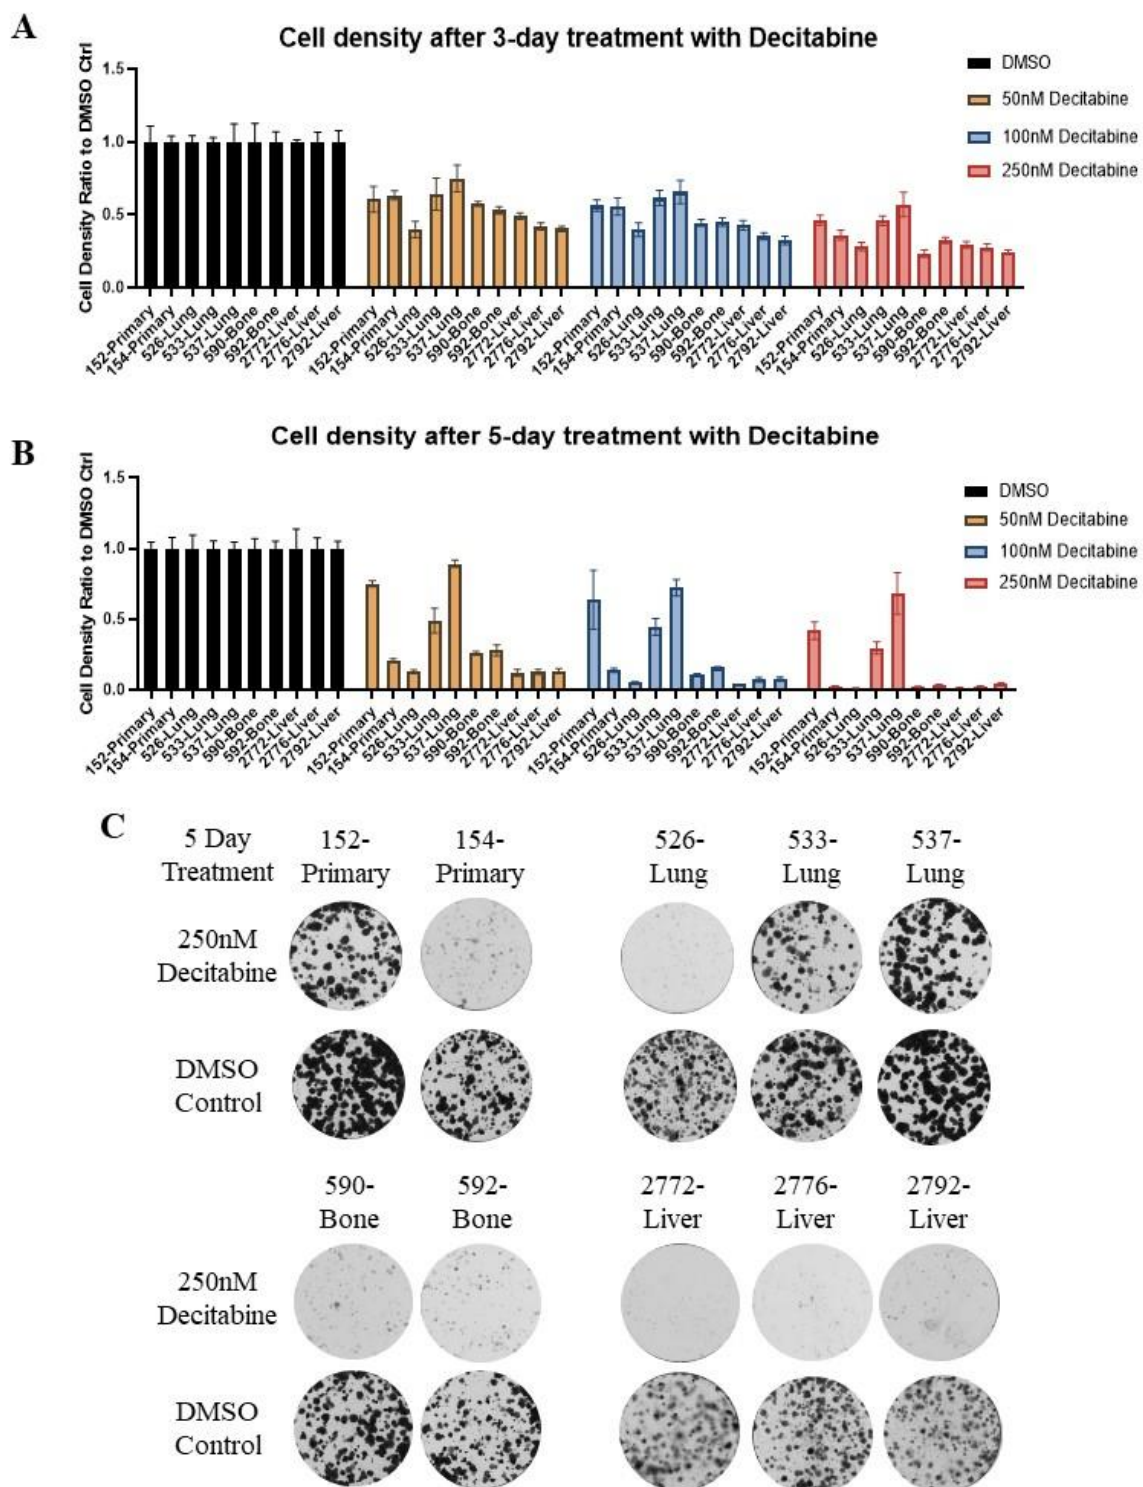 A
Cell density after 3-day treatment with Decitabine
Cell Density Ratio to DMSO Ctrl
1.5
1.0
0.5
0.0
DMSO
50nM Decitabine
100nM Decitabine
250nM Decitabine
152-Primary
154-Primary
526-Lung
533-Lung
537-Lung
590-Bone
592-Bone
2772-Liver
2776-Liver
2792-Liver
152-Primary
154-Primary
526-Lung
533-Lung
537-Lung
590-Bone
592-Bone
2772-Liver
2776-Liver
2792-Liver
152-Primary
154-Primary
526-Lung
533-Lung
537-Lung
590-Bone
592-Bone
2772-Liver
2776-Liver
2792-Liver
152-Primary
154-Primary
526-Lung
533-Lung
537-Lung
590-Bone
592-Bone
2772-Liver
2776-Liver
2792-Liver
B
Cell density after 5-day treatment with Decitabine
Cell Density Ratio to DMSO Ctrl
1.5
1.0
0.5
0.0
DMSO
50nM Decitabine
100nM Decitabine
250nM Decitabine
152-Primary
154-Primary
526-Lung
533-Lung
537-Lung
590-Bone
592-Bone
2772-Liver
2776-Liver
2792-Liver
152-Primary
154-Primary
526-Lung
533-Lung
537-Lung
590-Bone
592-Bone
2772-Liver
2776-Liver
2792-Liver
152-Primary
154-Primary
526-Lung
533-Lung
537-Lung
590-Bone
592-Bone
2772-Liver
2776-Liver
2792-Liver
152-Primary
154-Primary
526-Lung
533-Lung
537-Lung
590-Bone
592-Bone
2772-Liver
2776-Liver
2792-Liver
C
5 Day
Treatment
152-
Primary
154-
Primary
526-
Lung
533-
Lung
537-
Lung
250nM
Decitabine
DMSO
Control
590-
Bone
592-
Bone
2772-
Liver
2776-
Liver
2792-
Liver
250nM
Decitabine
DMSO
Control